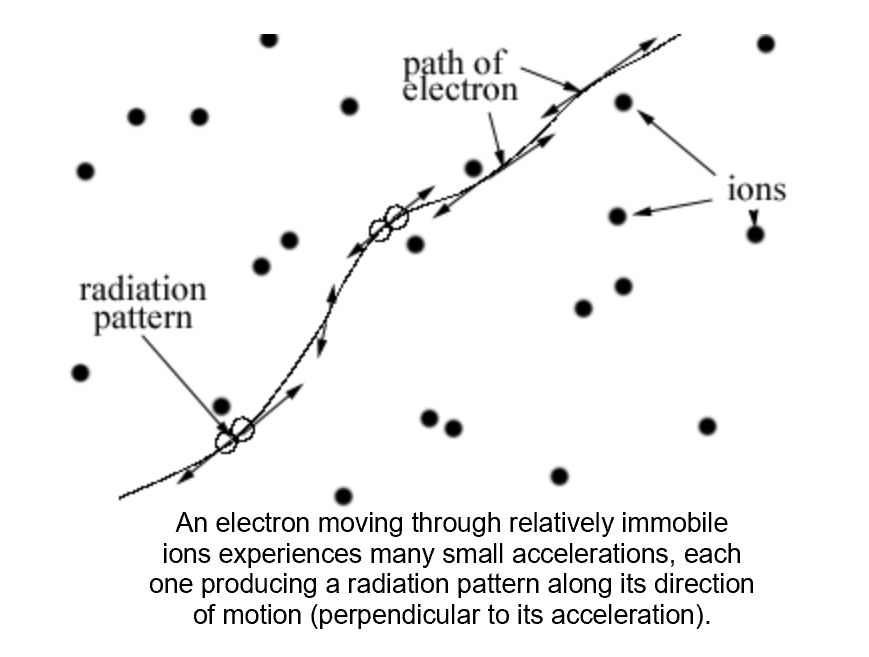 path of
electron
ions
radiation
pattern
An electron moving through relatively immobile
ions experiences many small accelerations, each
one producing a radiation pattern along its direction
of motion (perpendicular to its acceleration).